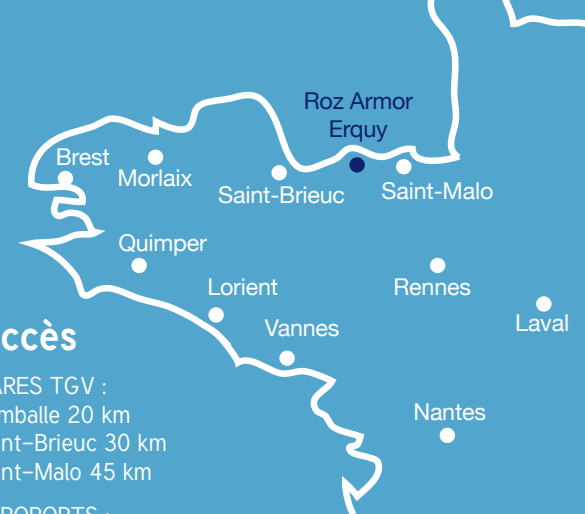 Roz Armor
Erquy
Brest
Morlaix
Saint-Brieuc
Saint-Malo
Quimper
Lorient
Rennes
Vannes
Laval
Nantes
ccès
ARES TGV :
mballe 20 km
nt-Brieuc 30 km
nt-Malo 45 km